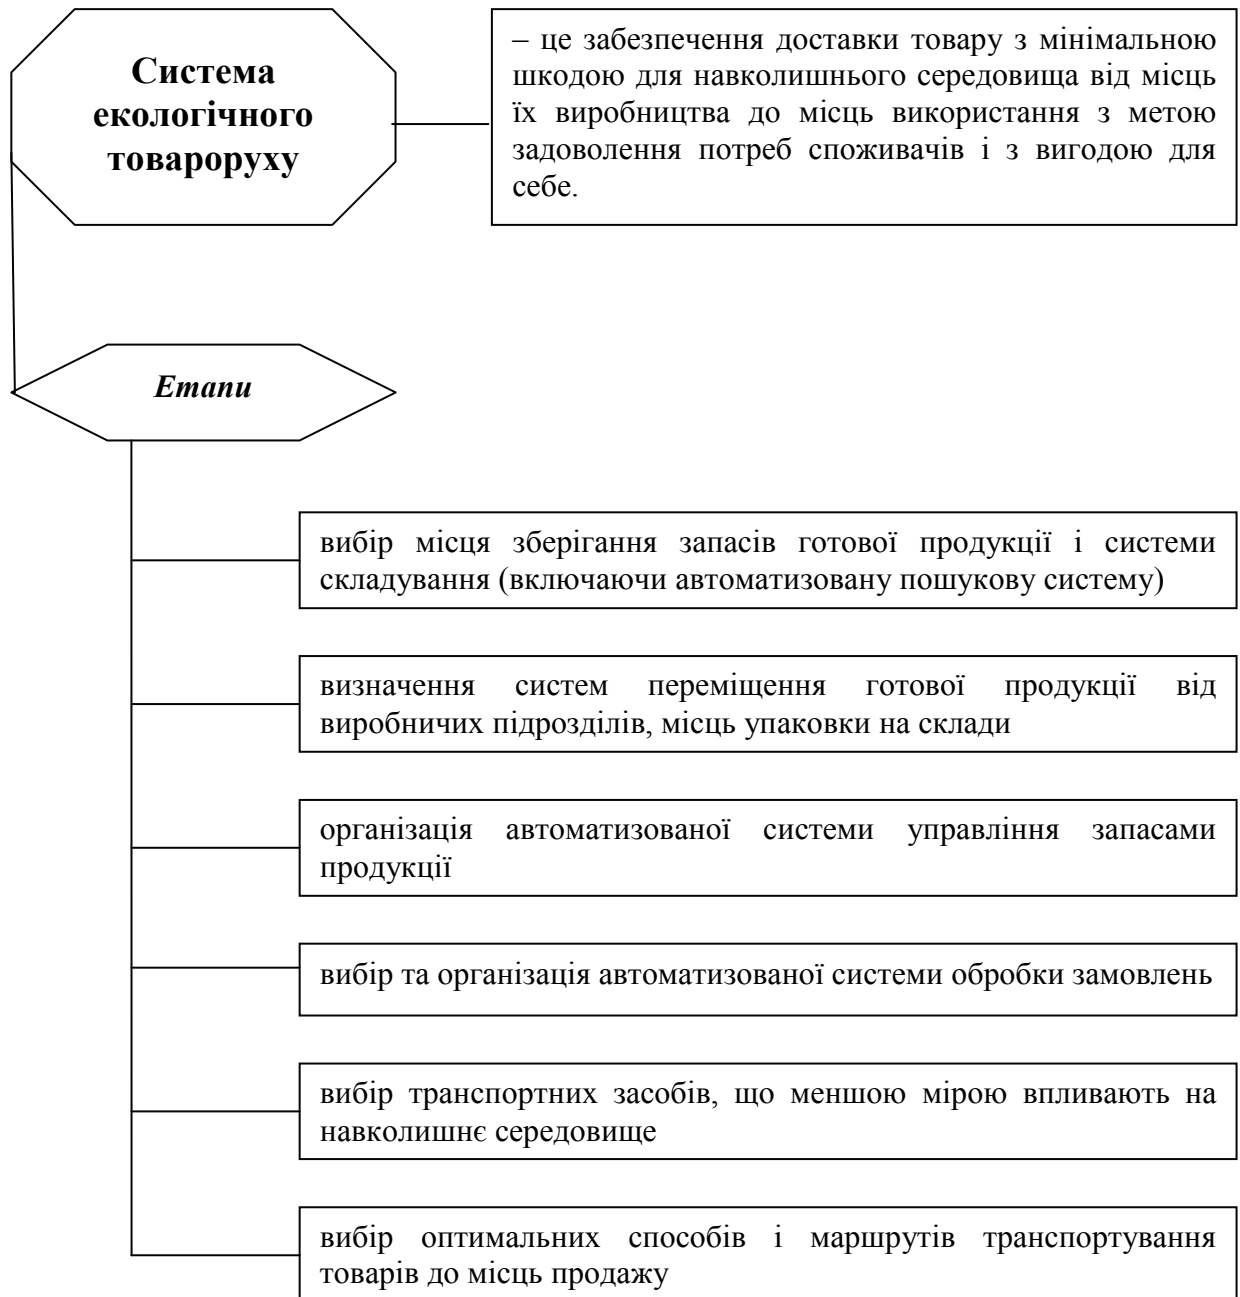 Система
екологічного
товароруху
– це забезпечення доставки товару з мінімальною
шкодою для навколишнього середовища від місць
їх виробництва до місць використання з метою
задоволення потреб споживачів і з вигодою для
себе.
Етапи
вибір місця зберігання запасів готової продукції і системи
складування (включаючи автоматизовану пошукову систему)
визначення систем переміщення готової продукції від
виробничих підрозділів, місць упаковки на склади
організація автоматизованої системи управління запасами
продукції
вибір та організація автоматизованої системи обробки замовлень
вибір транспортних засобів, що меншою мірою впливають на
навколишнє середовище
вибір оптимальних способів і маршрутів транспортування
товарів до місць продажу